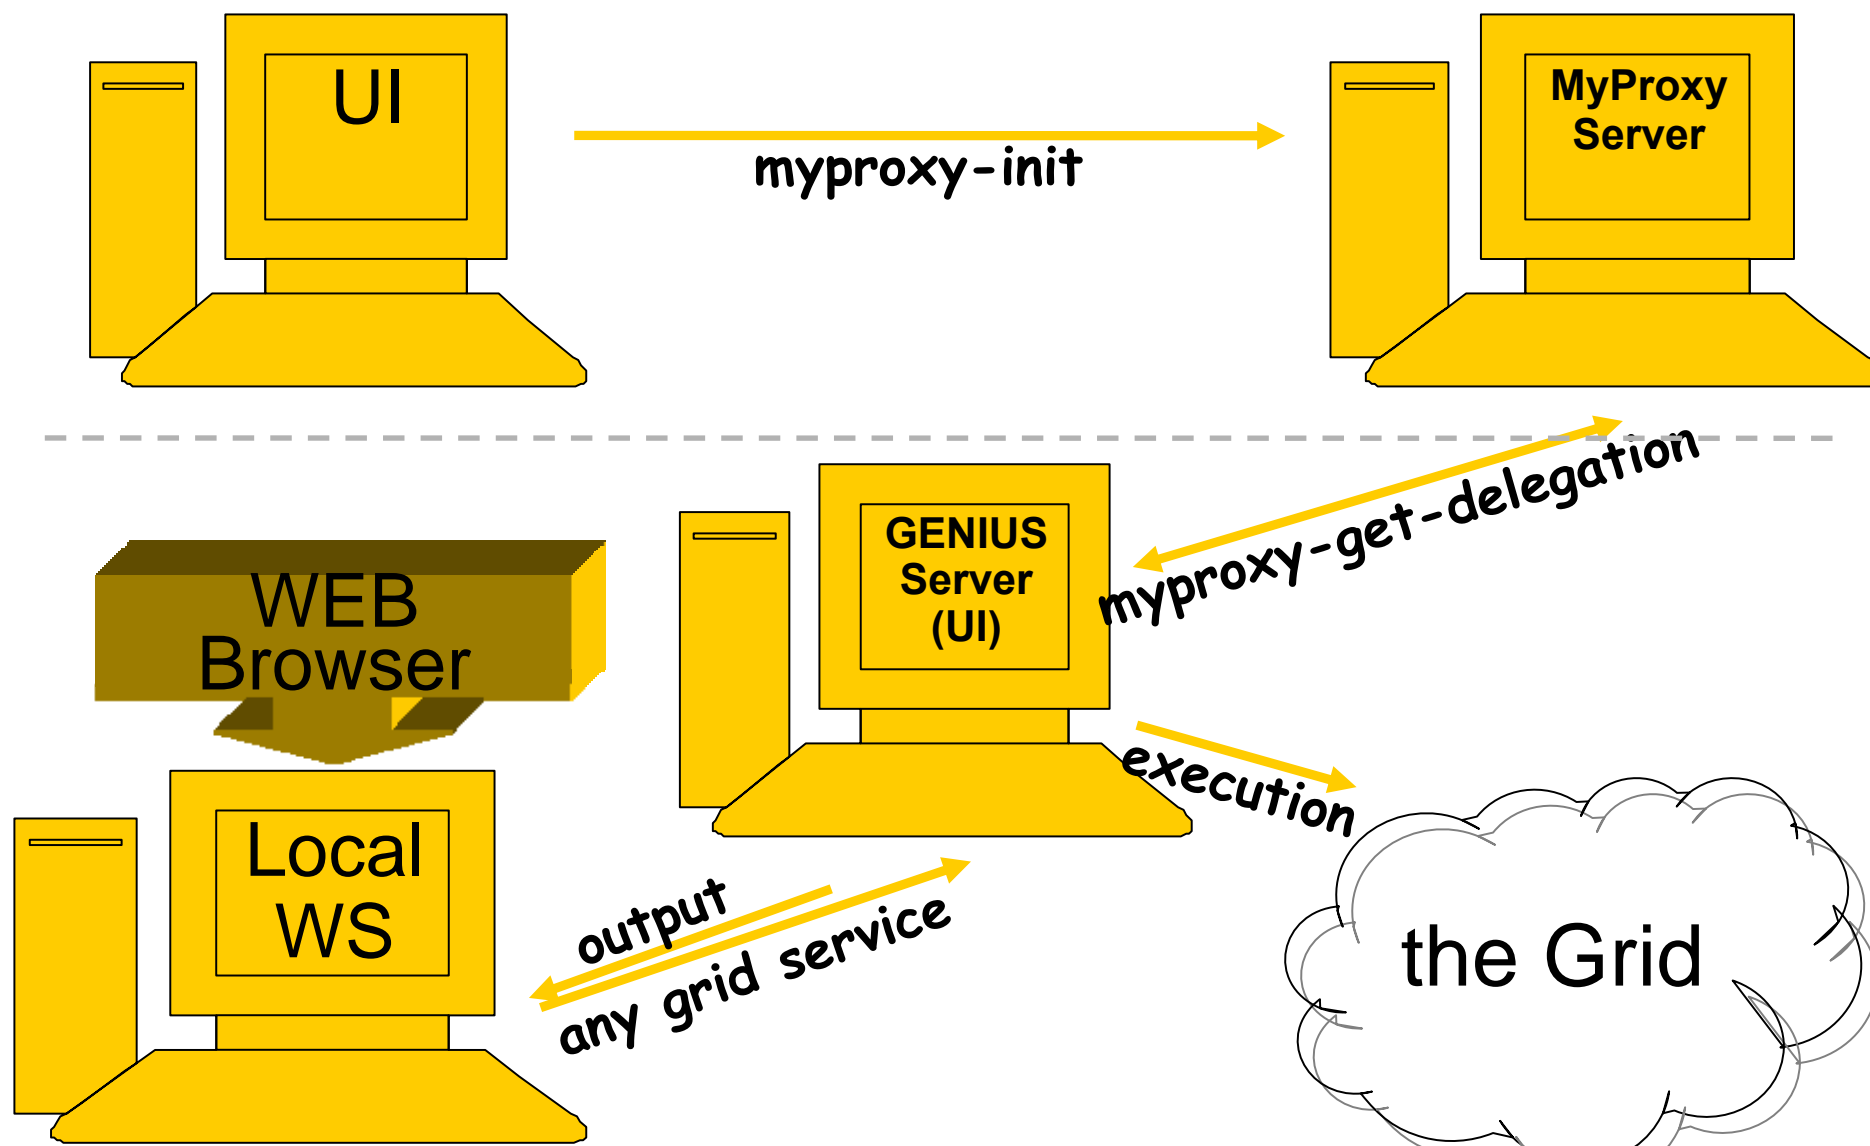 UI
MyProxy
Server
myproxy-init
myproxy-get-delegation
GENIUS
Server
(UI)
WEB
Browser
execution
Local
WS
output
any grid service
the Grid